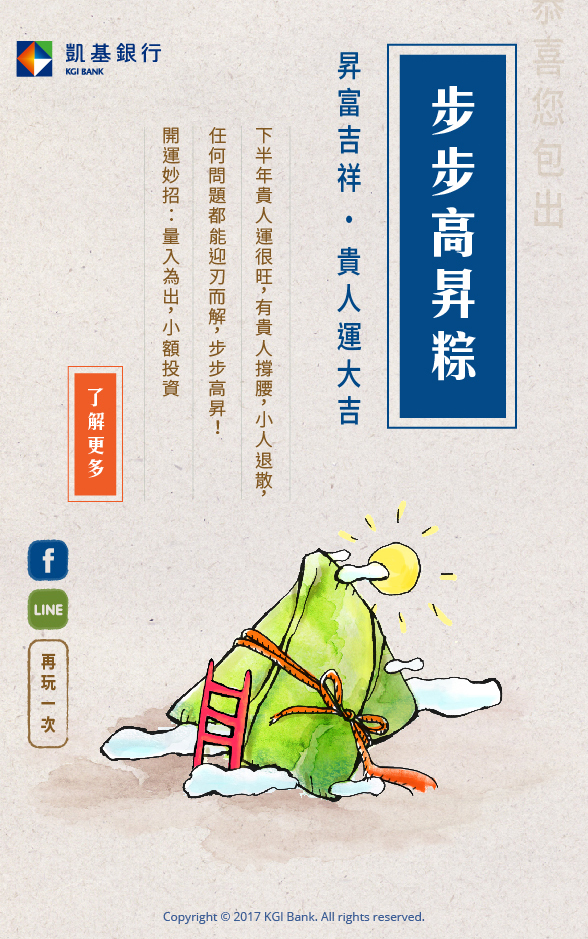 恭喜您包出
步步高昇粽
昇富吉祥・貴人運大吉
下半年貴人運很旺，有貴人撐腰，小人退散，
任何問題都能迎刃而解，步步高昇！
開運妙招：量入為出，小額投資
了解更多
凱基銀行
KGI BANK
f
LINE
再玩一次
Copyright © 2017 KGI Bank. All rights reserved.